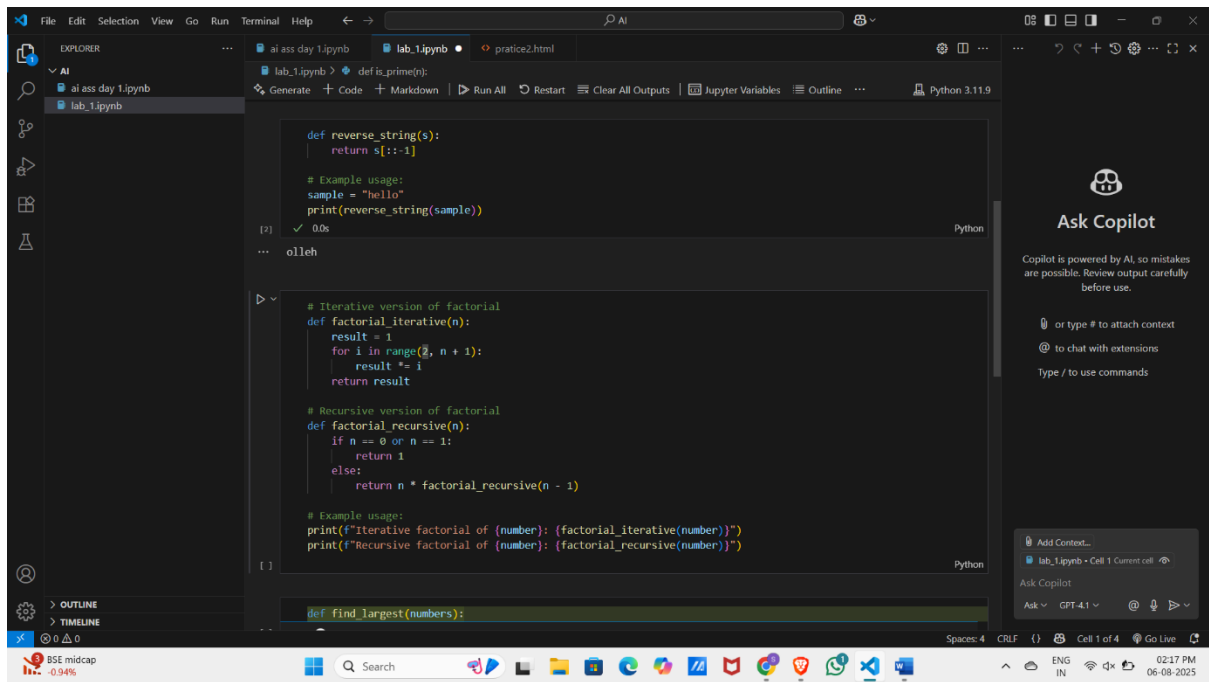 File Edit Selection View Go Run Terminal Help
AI
EXPLORER
AI
ai ass day 1.ipynb
lab_1.ipynb
OUTLINE
TIMELINE
ai ass day 1.ipynb
lab_1.ipynb
pratice2.html
lab_1.ipynb > def is_prime(n):
Generate + Code + Markdown Run All Restart Clear All Outputs Jupyter Variables Outline ... Python 3.11.9
def reverse_string(s):
return s[::-1]
# Example usage:
sample = "hello"
print(reverse_string(sample))
[2] ✓ 0.0s Python
... olleh
# Iterative version of factorial
def factorial_iterative(n):
result = 1
for i in range(2, n + 1):
result *= i
return result
# Recursive version of factorial
def factorial_recursive(n):
if n == 0 or n == 1:
return 1
else:
return n * factorial_recursive(n - 1)
# Example usage:
print(f"Iterative factorial of {number}: {factorial_iterative(number)}")
print(f"Recursive factorial of {number}: {factorial_recursive(number)}")
[ ] Python
def find_largest(numbers):
Ask Copilot
Copilot is powered by AI, so mistakes
are possible. Review output carefully
before use.
or type # to attach context
@ to chat with extensions
Type / to use commands
Add Context...
lab_1.ipynb • Cell 1 Current cell
Ask Copilot
Ask GPT-4.1 @
0 0 Spaces: 4 CRLF {} Cell 1 of 4 Go Live
3 BSE midcap
-0.94%
Search
ENG
IN
02:17 PM
06-08-2025